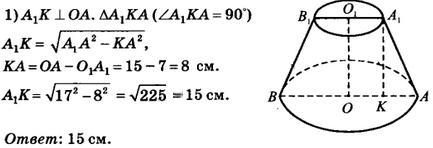 1) A₁K ⊥ OA. ΔA₁KA (∠A₁KA = 90°)
A₁K = √(A₁A² − KA²),
KA = OA − O₁A₁ = 15 − 7 = 8 см.
A₁K = √(17² − 8²) = √225 = 15 см.
Ответ: 15 см.
B₁ O₁ A₁
B O K A